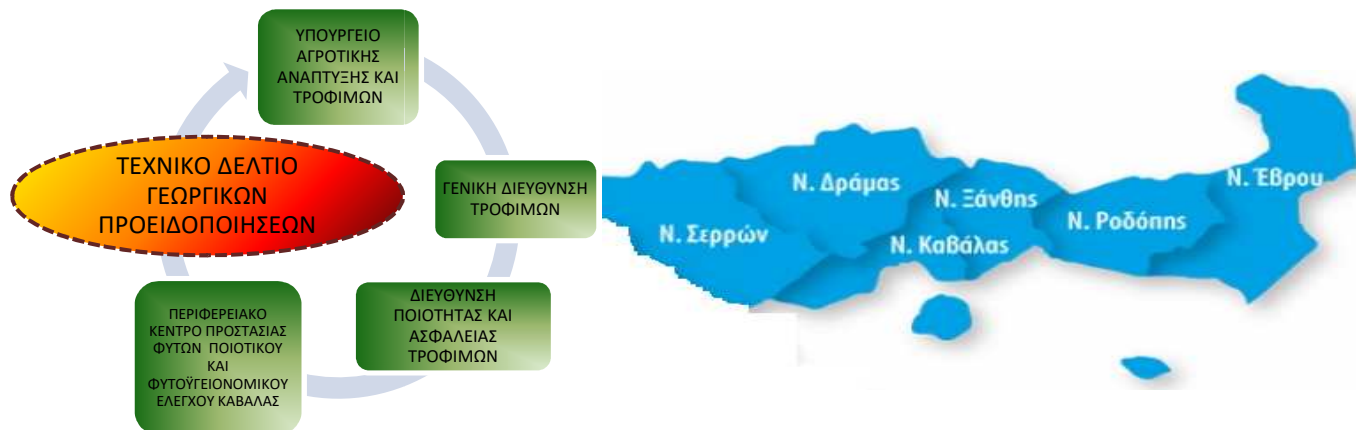 ΥΠΟΥΡΓΕΙΟ
ΑΓΡΟΤΙΚΗΣ
ΑΝΑΠΤΥΞΗΣ ΚΑΙ
ΤΡΟΦΙΜΩΝ
ΓΕΝΙΚΗ ΔΙΕΥΘΥΝΣΗ
ΤΡΟΦΙΜΩΝ
ΔΙΕΥΘΥΝΣΗ
ΠΟΙΟΤΗΤΑΣ ΚΑΙ
ΑΣΦΑΛΕΙΑΣ
ΤΡΟΦΙΜΩΝ
ΠΕΡΙΦΕΡΕΙΑΚΟ
ΚΕΝΤΡΟ ΠΡΟΣΤΑΣΙΑΣ
ΦΥΤΩΝ ΠΟΙΟΤΙΚΟΥ
ΚΑΙ
ΦΥΤΟΫΓΕΙΟΝΟΜΙΚΟΥ
ΕΛΕΓΧΟΥ ΚΑΒΑΛΑΣ
ΤΕΧΝΙΚΟ ΔΕΛΤΙΟ
ΓΕΩΡΓΙΚΩΝ
ΠΡΟΕΙΔΟΠΟΙΗΣΕΩΝ
Ν. Σερρών
Ν. Δράμας
Ν. Καβάλας
Ν. Ξάνθης
Ν. Ροδόπης
Ν. Έβρου